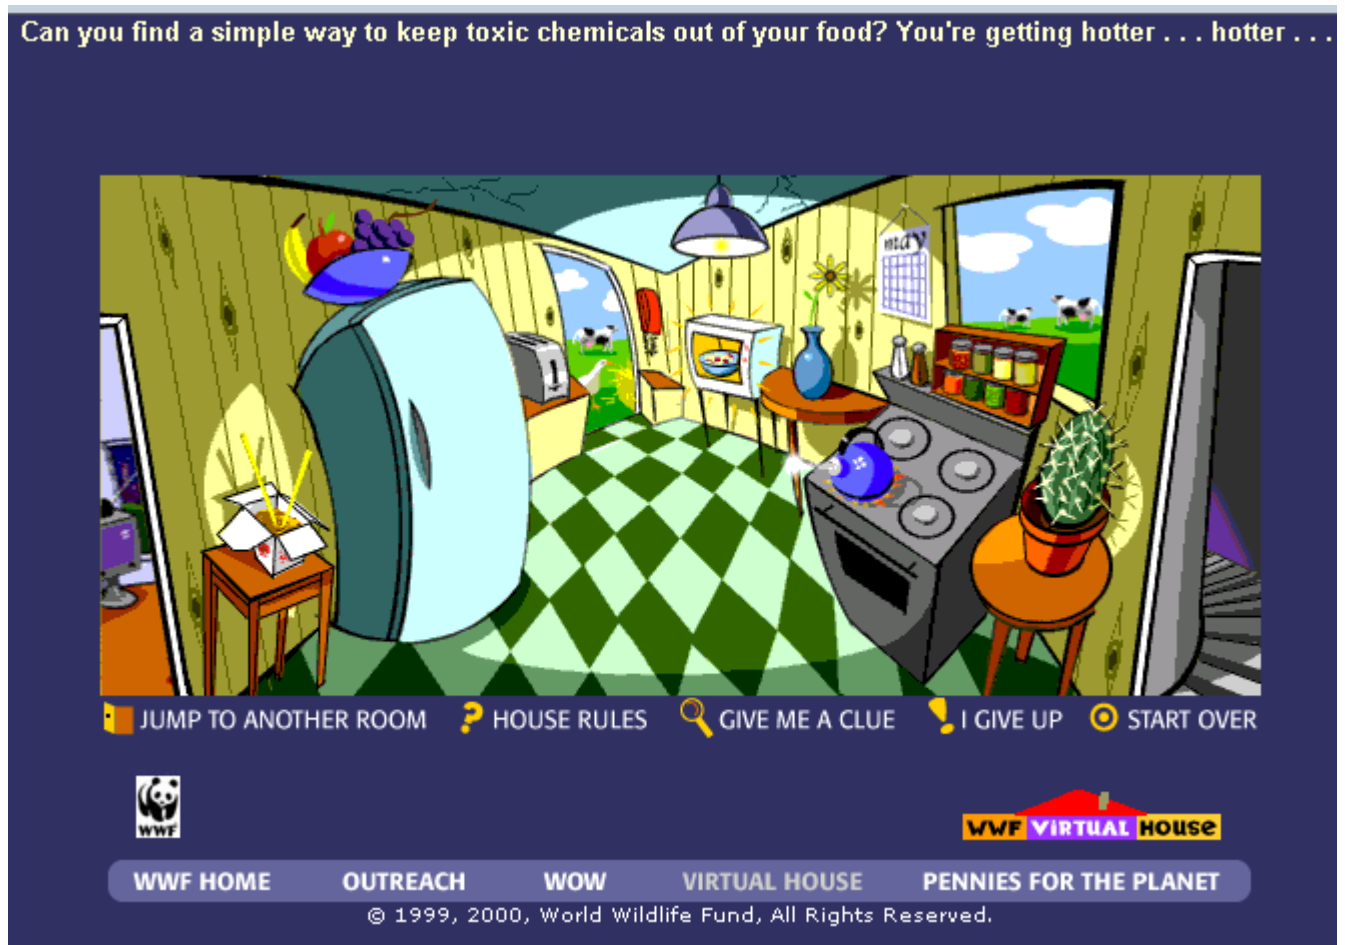 Can you find a simple way to keep toxic chemicals out of your food? You're getting hotter . . . hotter . . .
may
JUMP TO ANOTHER ROOM ? HOUSE RULES GIVE ME A CLUE ! I GIVE UP START OVER
WWF
WWF VIRTUAL HOUSE
WWF HOME OUTREACH WOW VIRTUAL HOUSE PENNIES FOR THE PLANET
© 1999, 2000, World Wildlife Fund, All Rights Reserved.